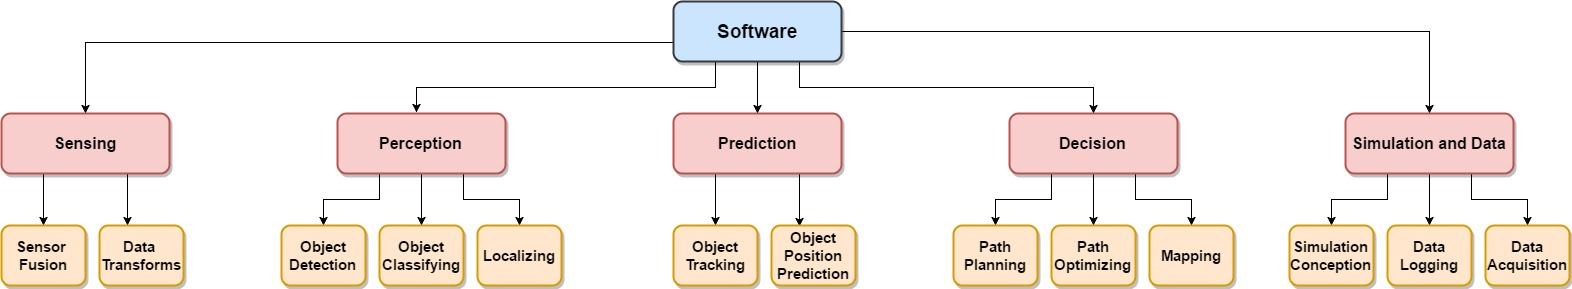 Software
Sensing
Perception
Prediction
Decision
Simulation and Data
Sensor
Fusion
Data
Transforms
Object
Detection
Object
Classifying
Localizing
Object
Tracking
Object
Position
Prediction
Path
Planning
Path
Optimizing
Mapping
Simulation
Conception
Data
Logging
Data
Acquisition